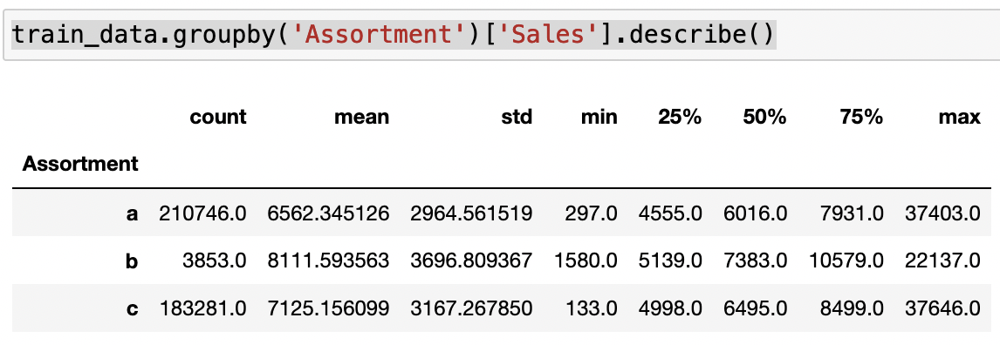 train_data.groupby('Assortment')['Sales'].describe()
count mean std min 25% 50% 75% max
Assortment
a 210746.0 6562.345126 2964.561519 297.0 4555.0 6016.0 7931.0 37403.0
b 3853.0 8111.593563 3696.809367 1580.0 5139.0 7383.0 10579.0 22137.0
c 183281.0 7125.156099 3167.267850 133.0 4998.0 6495.0 8499.0 37646.0